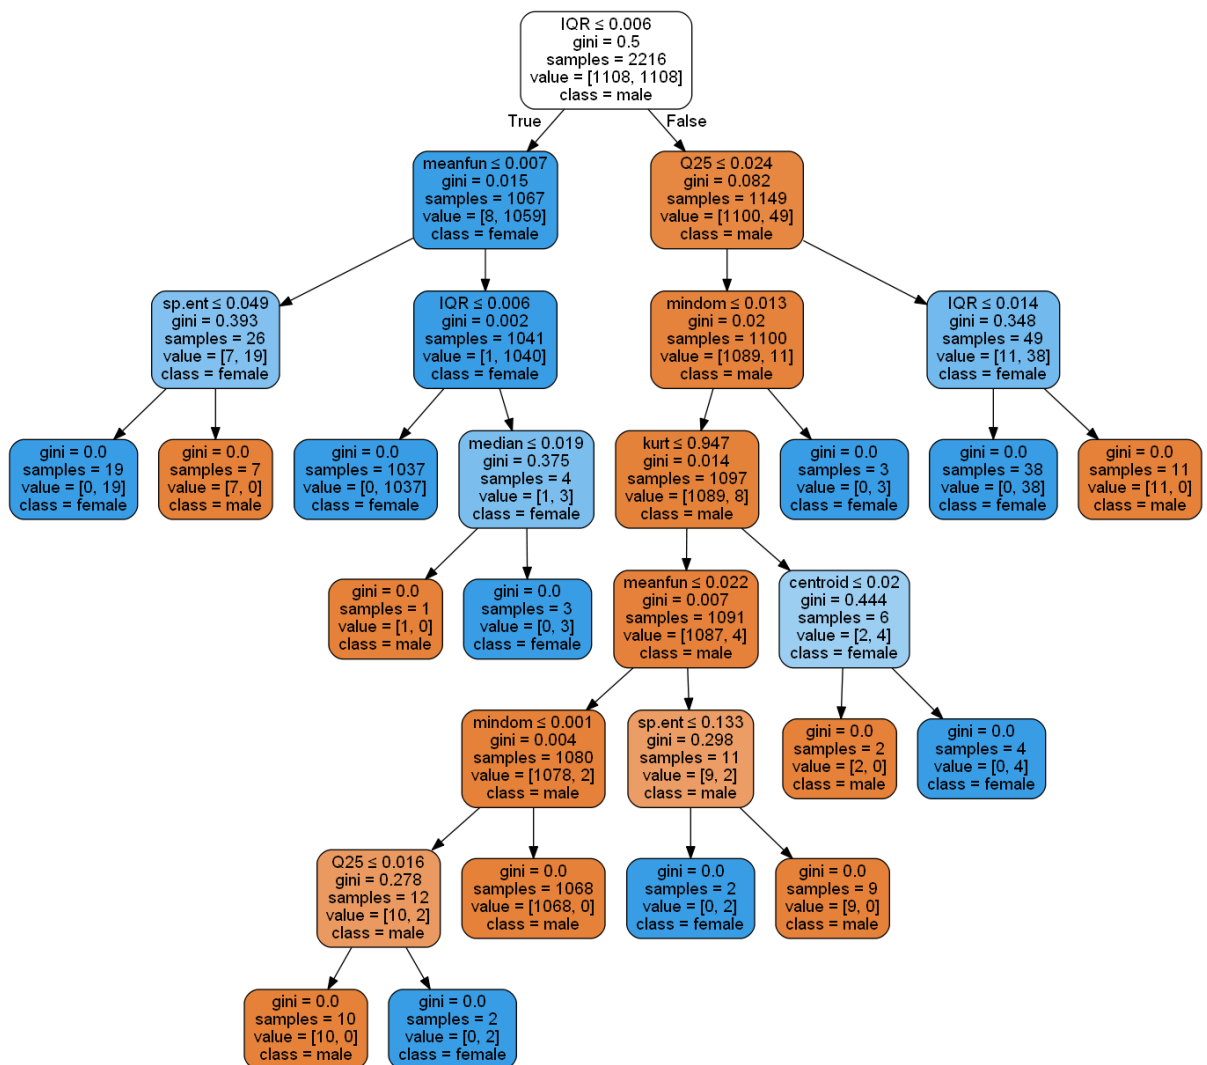 IQR ≤ 0.006
gini = 0.5
samples = 2216
value = [1108, 1108]
class = male
True
False
meanfun ≤ 0.007
gini = 0.015
samples = 1067
value = [8, 1059]
class = female
Q25 ≤ 0.024
gini = 0.082
samples = 1149
value = [1100, 49]
class = male
sp.ent ≤ 0.049
gini = 0.393
samples = 26
value = [7, 19]
class = female
IQR ≤ 0.006
gini = 0.002
samples = 1041
value = [1, 1040]
class = female
mindom ≤ 0.013
gini = 0.02
samples = 1100
value = [1089, 11]
class = male
IQR ≤ 0.014
gini = 0.348
samples = 49
value = [11, 38]
class = female
gini = 0.0
samples = 19
value = [0, 19]
class = female
gini = 0.0
samples = 7
value = [7, 0]
class = male
gini = 0.0
samples = 1037
value = [0, 1037]
class = female
median ≤ 0.019
gini = 0.375
samples = 4
value = [1, 3]
class = female
kurt ≤ 0.947
gini = 0.014
samples = 1097
value = [1089, 8]
class = male
gini = 0.0
samples = 3
value = [0, 3]
class = female
gini = 0.0
samples = 38
value = [0, 38]
class = female
gini = 0.0
samples = 11
value = [11, 0]
class = male
gini = 0.0
samples = 1
value = [1, 0]
class = male
gini = 0.0
samples = 3
value = [0, 3]
class = female
meanfun ≤ 0.022
gini = 0.007
samples = 1091
value = [1087, 4]
class = male
centroid ≤ 0.02
gini = 0.444
samples = 6
value = [2, 4]
class = female
mindom ≤ 0.001
gini = 0.004
samples = 1080
value = [1078, 2]
class = male
sp.ent ≤ 0.133
gini = 0.298
samples = 11
value = [9, 2]
class = male
gini = 0.0
samples = 2
value = [2, 0]
class = male
gini = 0.0
samples = 4
value = [0, 4]
class = female
Q25 ≤ 0.016
gini = 0.278
samples = 12
value = [10, 2]
class = male
gini = 0.0
samples = 1068
value = [1068, 0]
class = male
gini = 0.0
samples = 2
value = [0, 2]
class = female
gini = 0.0
samples = 9
value = [9, 0]
class = male
gini = 0.0
samples = 10
value = [10, 0]
class = male
gini = 0.0
samples = 2
value = [0, 2]
class = female